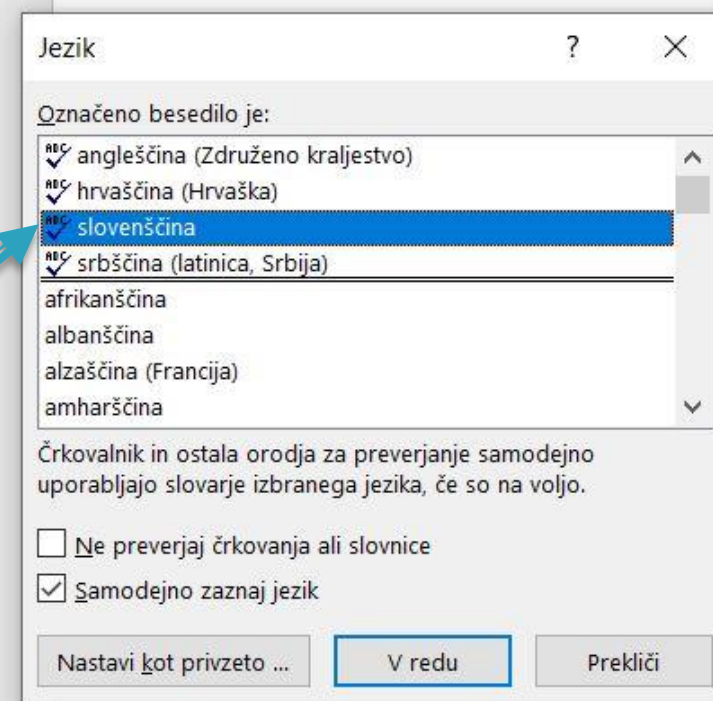 Jezik
Označeno besedilo je:
angleščina (Združeno kraljestvo)
hrvaščina (Hrvaška)
slovenščina
srbščina (latinica, Srbija)
afrikanščina
albanščina
alzaščina (Francija)
amharščina
Črkovalnik in ostala orodja za preverjanje samodejno
uporabljajo slovarje izbranega jezika, če so na voljo.
Ne preverjaj črkovanja ali slovnice
Samodejno zaznaj jezik
Nastavi kot privzeto ... V redu Prekliči